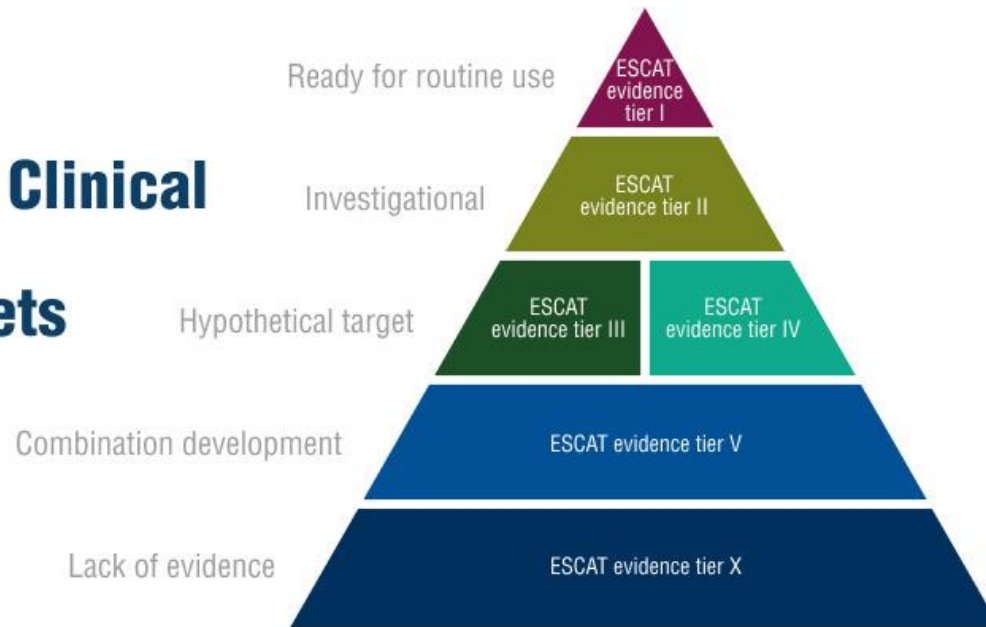 Ready for routine use
ESCAT
evidence
tier I
Clinical
Investigational
ESCAT
evidence tier II
ets
Hypothetical target
ESCAT
evidence tier III
ESCAT
evidence tier IV
Combination development
ESCAT evidence tier V
Lack of evidence
ESCAT evidence tier X